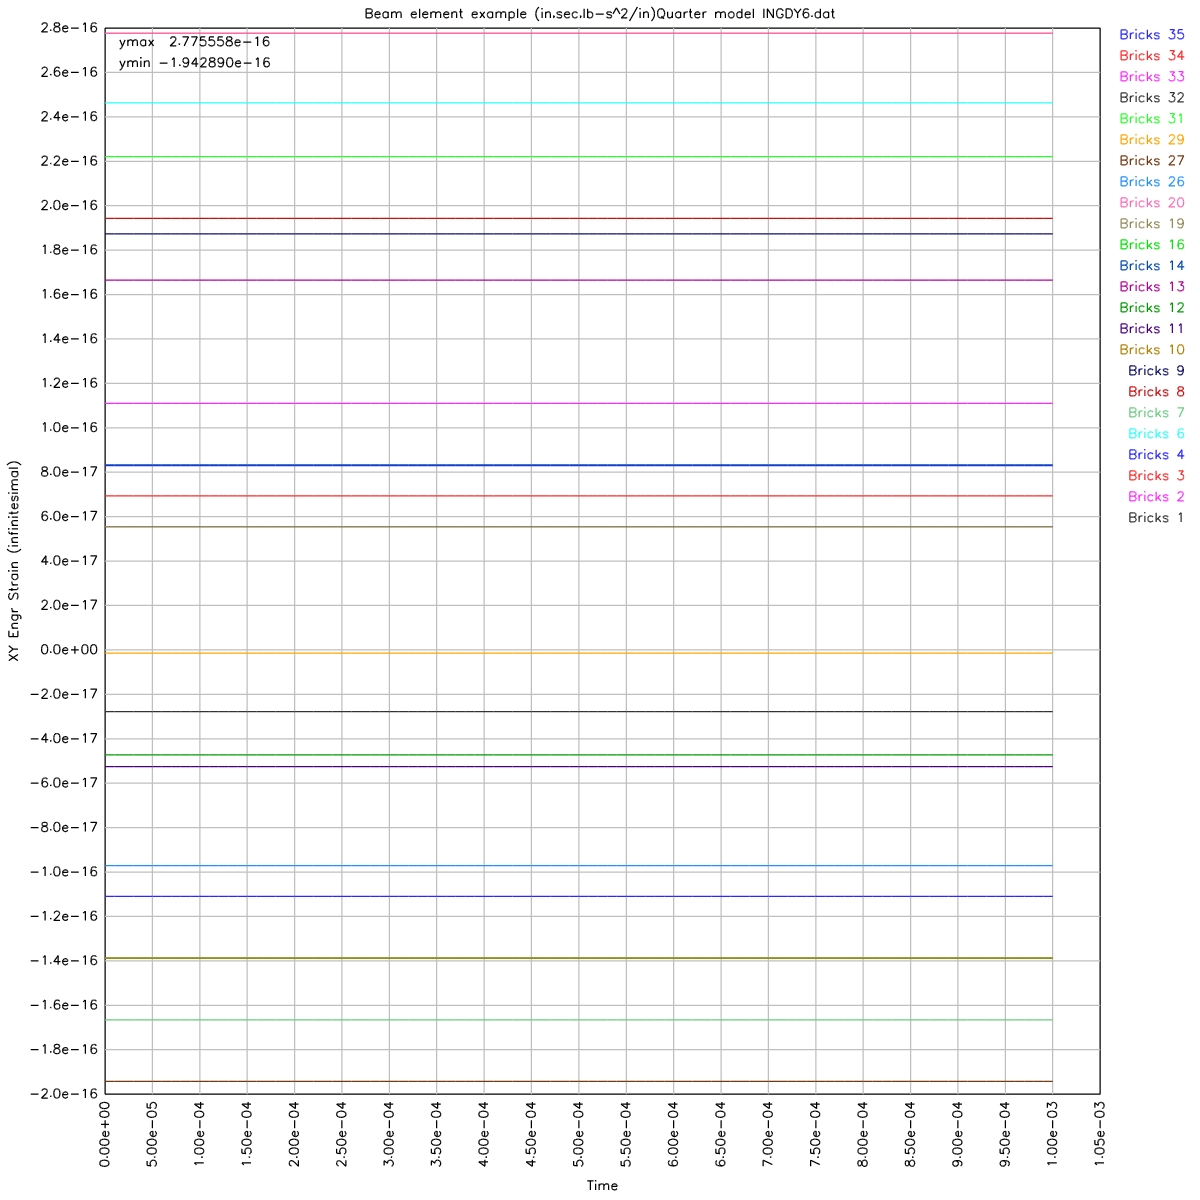 Beam element example (in.sec.lb-s^2/in)Quarter model INGDY6.dat
ymax 2.775558e-16
ymin -1.942890e-16
2.8e-16
2.6e-16
2.4e-16
2.2e-16
2.0e-16
1.8e-16
1.6e-16
1.4e-16
1.2e-16
1.0e-16
8.0e-17
6.0e-17
4.0e-17
2.0e-17
0.0e+00
-2.0e-17
-4.0e-17
-6.0e-17
-8.0e-17
-1.0e-16
-1.2e-16
-1.4e-16
-1.6e-16
-1.8e-16
-2.0e-16
XY Engr Strain (infinitesimal)
0.00e+00
5.00e-05
1.00e-04
1.50e-04
2.00e-04
2.50e-04
3.00e-04
3.50e-04
4.00e-04
4.50e-04
5.00e-04
5.50e-04
6.00e-04
6.50e-04
7.00e-04
7.50e-04
8.00e-04
8.50e-04
9.00e-04
9.50e-04
1.00e-03
1.05e-03
Time
Bricks 35
Bricks 34
Bricks 33
Bricks 32
Bricks 31
Bricks 29
Bricks 27
Bricks 26
Bricks 20
Bricks 19
Bricks 16
Bricks 14
Bricks 13
Bricks 12
Bricks 11
Bricks 10
Bricks 9
Bricks 8
Bricks 7
Bricks 6
Bricks 4
Bricks 3
Bricks 2
Bricks 1